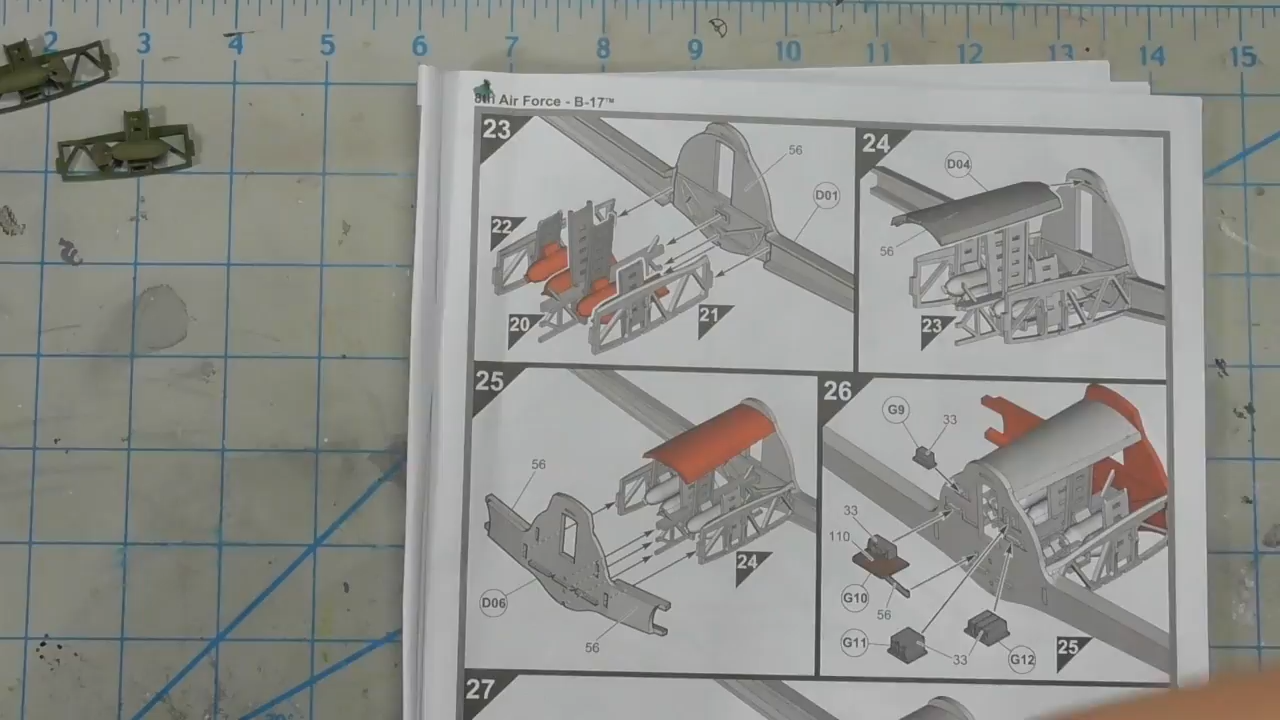 2 3 4 5 6 7 8 9 10 11 12 13 14 15
8th Air Force - B-17™
23
56
D01
22
20
21
24
D04
56
23
25
56
D06
56
24
26
G9
33
33
110
G10
56
G11
33
G12
25
27